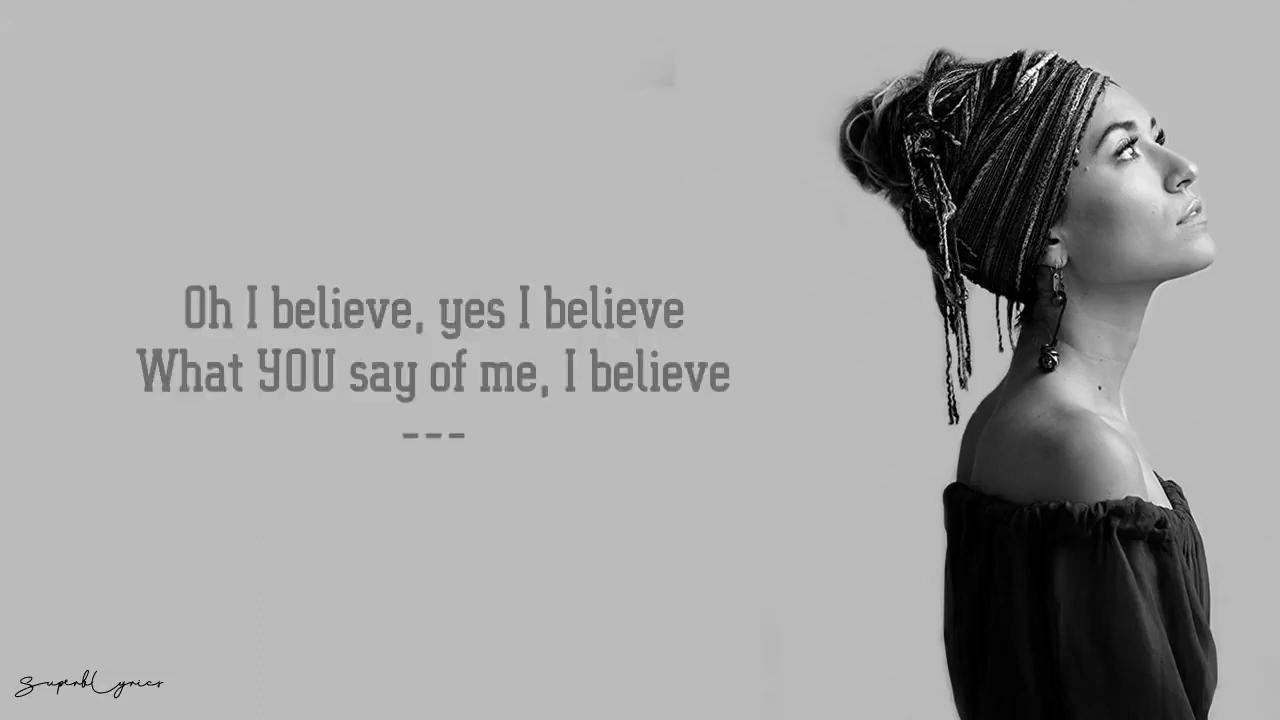 Oh I believe, yes I believe
What YOU say of me, I believe
---
SuperbLyrics